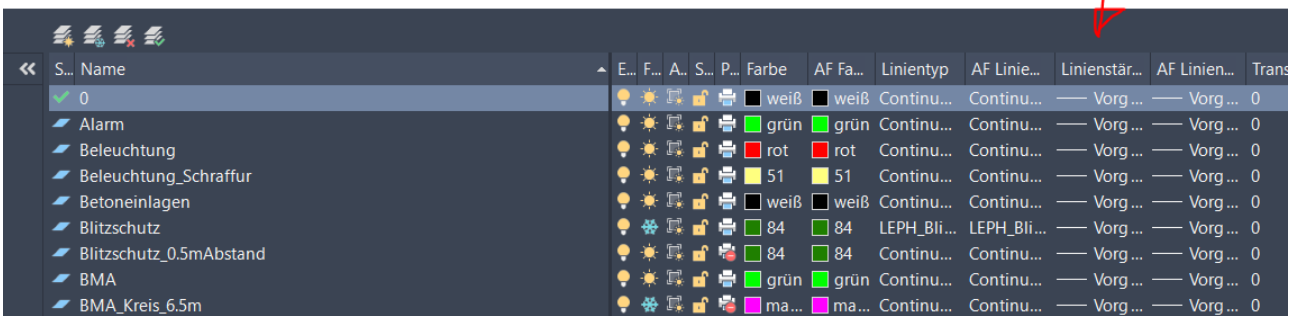 S... Name E... F... A.. S... P... Farbe AF Fa... Linientyp AF Linie... Linienstär... AF Linien... Trans
0 weiß weiß Continu... Continu... Vorg ... Vorg ... 0
Alarm grün grün Continu... Continu... Vorg ... Vorg ... 0
Beleuchtung rot rot Continu... Continu... Vorg ... Vorg ... 0
Beleuchtung_Schraffur 51 51 Continu... Continu... Vorg ... Vorg ... 0
Betoneinlagen weiß weiß Continu... Continu... Vorg ... Vorg ... 0
Blitzschutz 84 84 LEPH_Bli... LEPH_Bli... Vorg ... Vorg ... 0
Blitzschutz_0.5mAbstand 84 84 Continu... Continu... Vorg ... Vorg ... 0
BMA grün grün Continu... Continu... Vorg ... Vorg ... 0
BMA_Kreis_6.5m ma... ma... Continu... Continu... Vorg ... Vorg ... 0